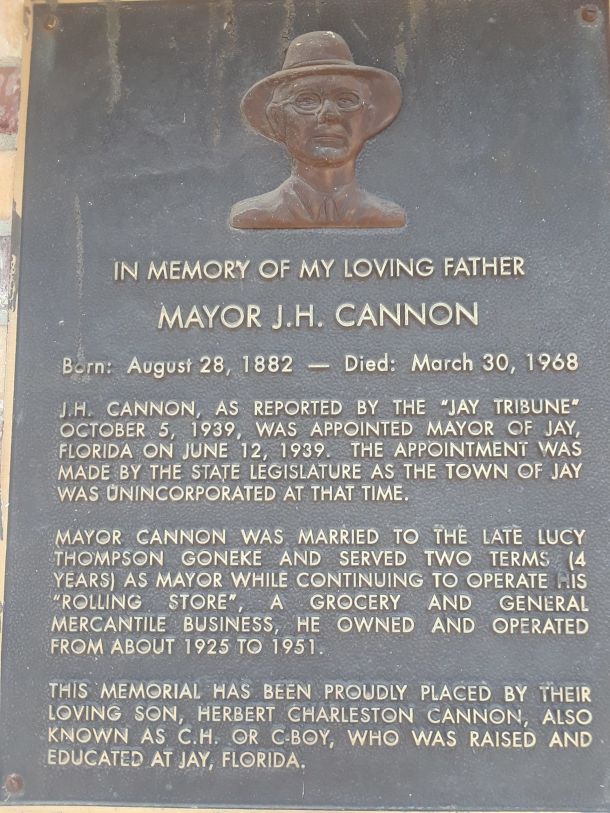 IN MEMORY OF MY LOVING FATHER
MAYOR J.H. CANNON
Born: August 28, 1882 — Died: March 30, 1968
J.H. CANNON, AS REPORTED BY THE "JAY TRIBUNE"
OCTOBER 5, 1939, WAS APPOINTED MAYOR OF JAY,
FLORIDA ON JUNE 12, 1939. THE APPOINTMENT WAS
MADE BY THE STATE LEGISLATURE AS THE TOWN OF JAY
WAS UNINCORPORATED AT THAT TIME.
MAYOR CANNON WAS MARRIED TO THE LATE LUCY
THOMPSON GONEKE AND SERVED TWO TERMS (4
YEARS) AS MAYOR WHILE CONTINUING TO OPERATE HIS
"ROLLING STORE", A GROCERY AND GENERAL
MERCANTILE BUSINESS, HE OWNED AND OPERATED
FROM ABOUT 1925 TO 1951.
THIS MEMORIAL HAS BEEN PROUDLY PLACED BY THEIR
LOVING SON, HERBERT CHARLESTON CANNON, ALSO
KNOWN AS C.H. OR C-BOY, WHO WAS RAISED AND
EDUCATED AT JAY, FLORIDA.